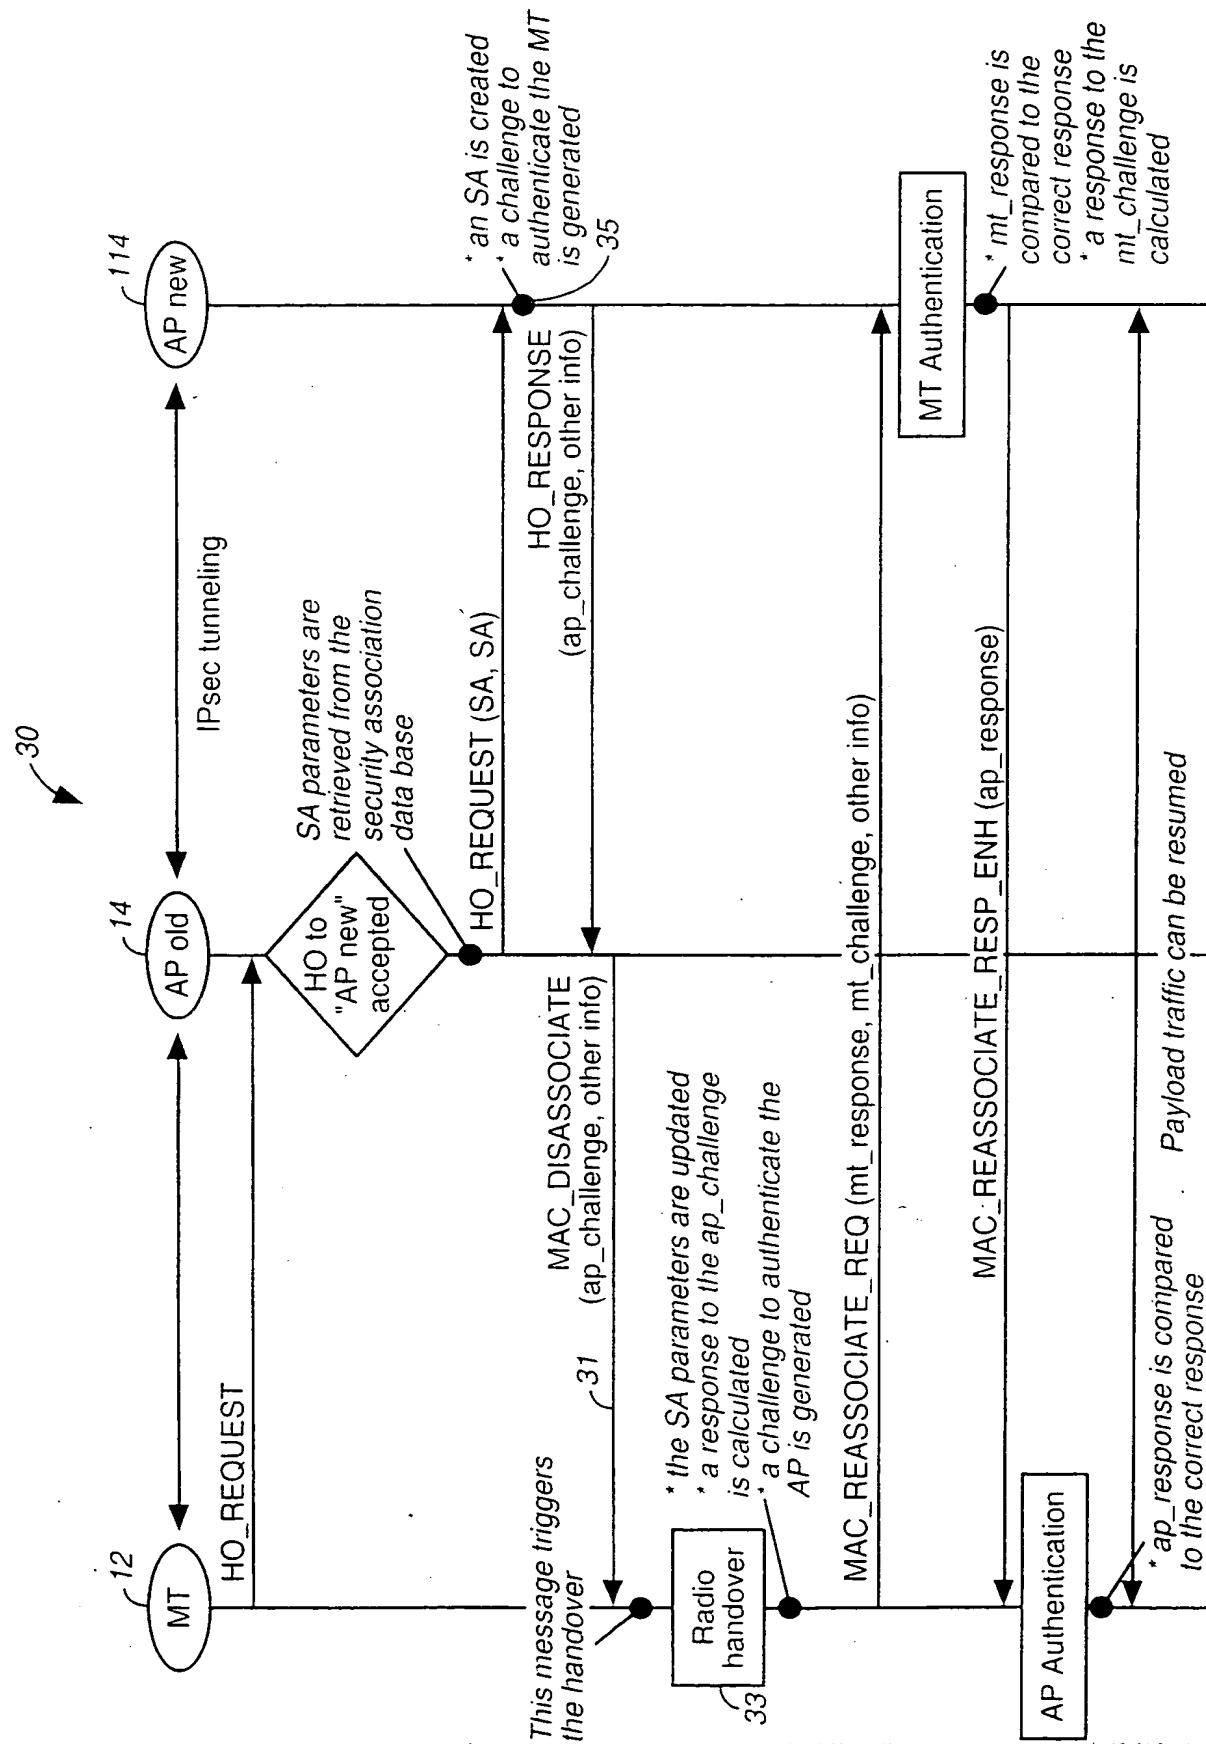 30
12
MT
14
AP old
114
AP new
IPsec tunneling
HO_REQUEST
HO to
"AP new"
accepted
SA parameters are
retrieved from the
security association
data base
HO_REQUEST (SA, SA)
* an SA is created
* a challenge to
authenticate the MT
is generated
35
HO_RESPONSE
(ap_challenge, other info)
MAC_DISASSOCIATE
(ap_challenge, other info)
31
This message triggers
the handover
Radio
handover
33
* the SA parameters are updated
* a response to the ap_challenge
is calculated
* a challenge to authenticate the
AP is generated
MAC_REASSOCIATE_REQ (mt_response, mt_challenge, other info)
MT Authentication
* mt_response is
compared to the
correct response
* a response to the
mt_challenge is
calculated
MAC_REASSOCIATE_RESP_ENH (ap_response)
AP Authentication
* ap_response is compared
to the correct response
Payload traffic can be resumed